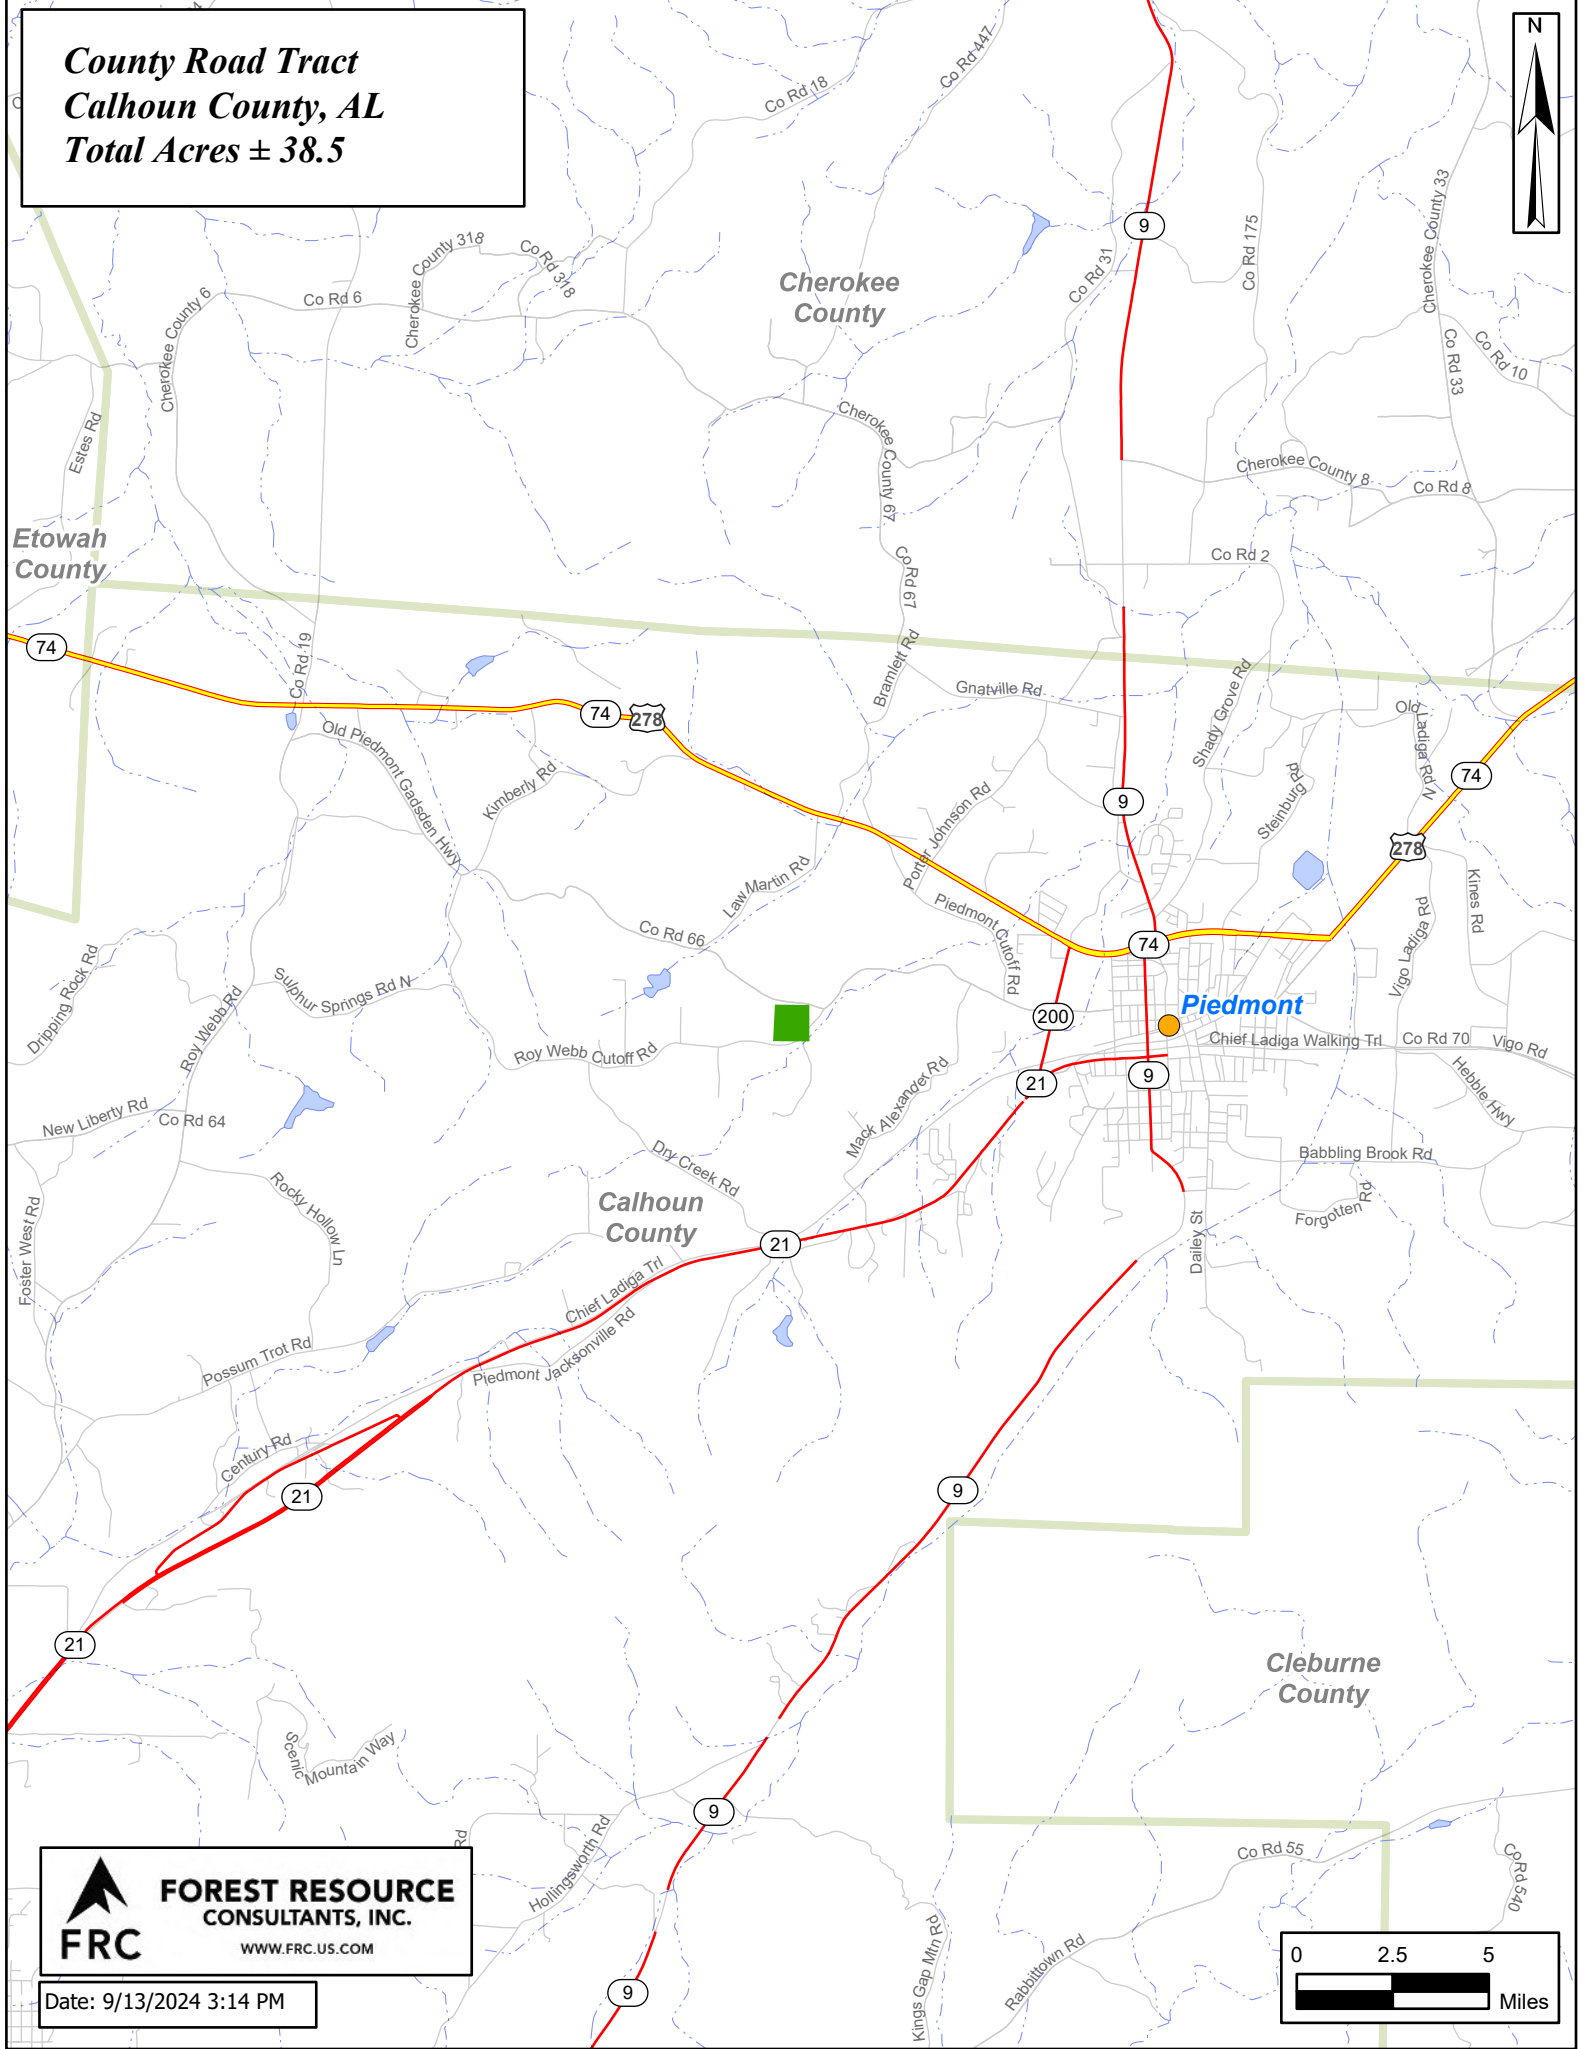 County Road Tract
Calhoun County, AL
Total Acres ± 38.5
N
Co Rd 18
Co Rd 447
9
Co Rd 31
Co Rd 175
Cherokee County 33
Cherokee County 318
Co Rd 318
Cherokee
County
Cherokee County 6
Co Rd 6
Co Rd 33
Co Rd 10
Estes Rd
Cherokee County 67
Cherokee County 8
Co Rd 8
Etowah
County
Co Rd 67
Co Rd 2
74
Co Rd 19
Bramlett Rd
Gnatville Rd
Shady Grove Rd
74
278
Old Ladiga Rd N
Old Piedmont Gadsden Hwy
Kimberly Rd
Porter Johnson Rd
9
Steinburg Rd
74
278
Law Martin Rd
Kines Rd
Piedmont Cutoff Rd
Vigo Ladiga Rd
Co Rd 66
74
Dripping Rock Rd
Sulphur Springs Rd N
Roy Webb Rd
Piedmont
200
Roy Webb Cutoff Rd
Chief Ladiga Walking Trl
Co Rd 70
Vigo Rd
Mack Alexander Rd
21
9
Hebble Hwy
New Liberty Rd
Co Rd 64
Dry Creek Rd
Babbling Brook Rd
Foster West Rd
Rocky Hollow Ln
Calhoun
County
Forgotten Rd
Dailey St
21
Chief Ladiga Trl
Possum Trot Rd
Piedmont Jacksonville Rd
Century Rd
21
9
21
Cleburne
County
Scenic Mountain Way
9
Rd
Hollingsworth Rd
Co Rd 55
Co Rd 540
Kings Gap Mtn Rd
Rabbittown Rd
FRC
FOREST RESOURCE
CONSULTANTS, INC.
WWW.FRC.US.COM
9
Date: 9/13/2024 3:14 PM
0 2.5 5
Miles